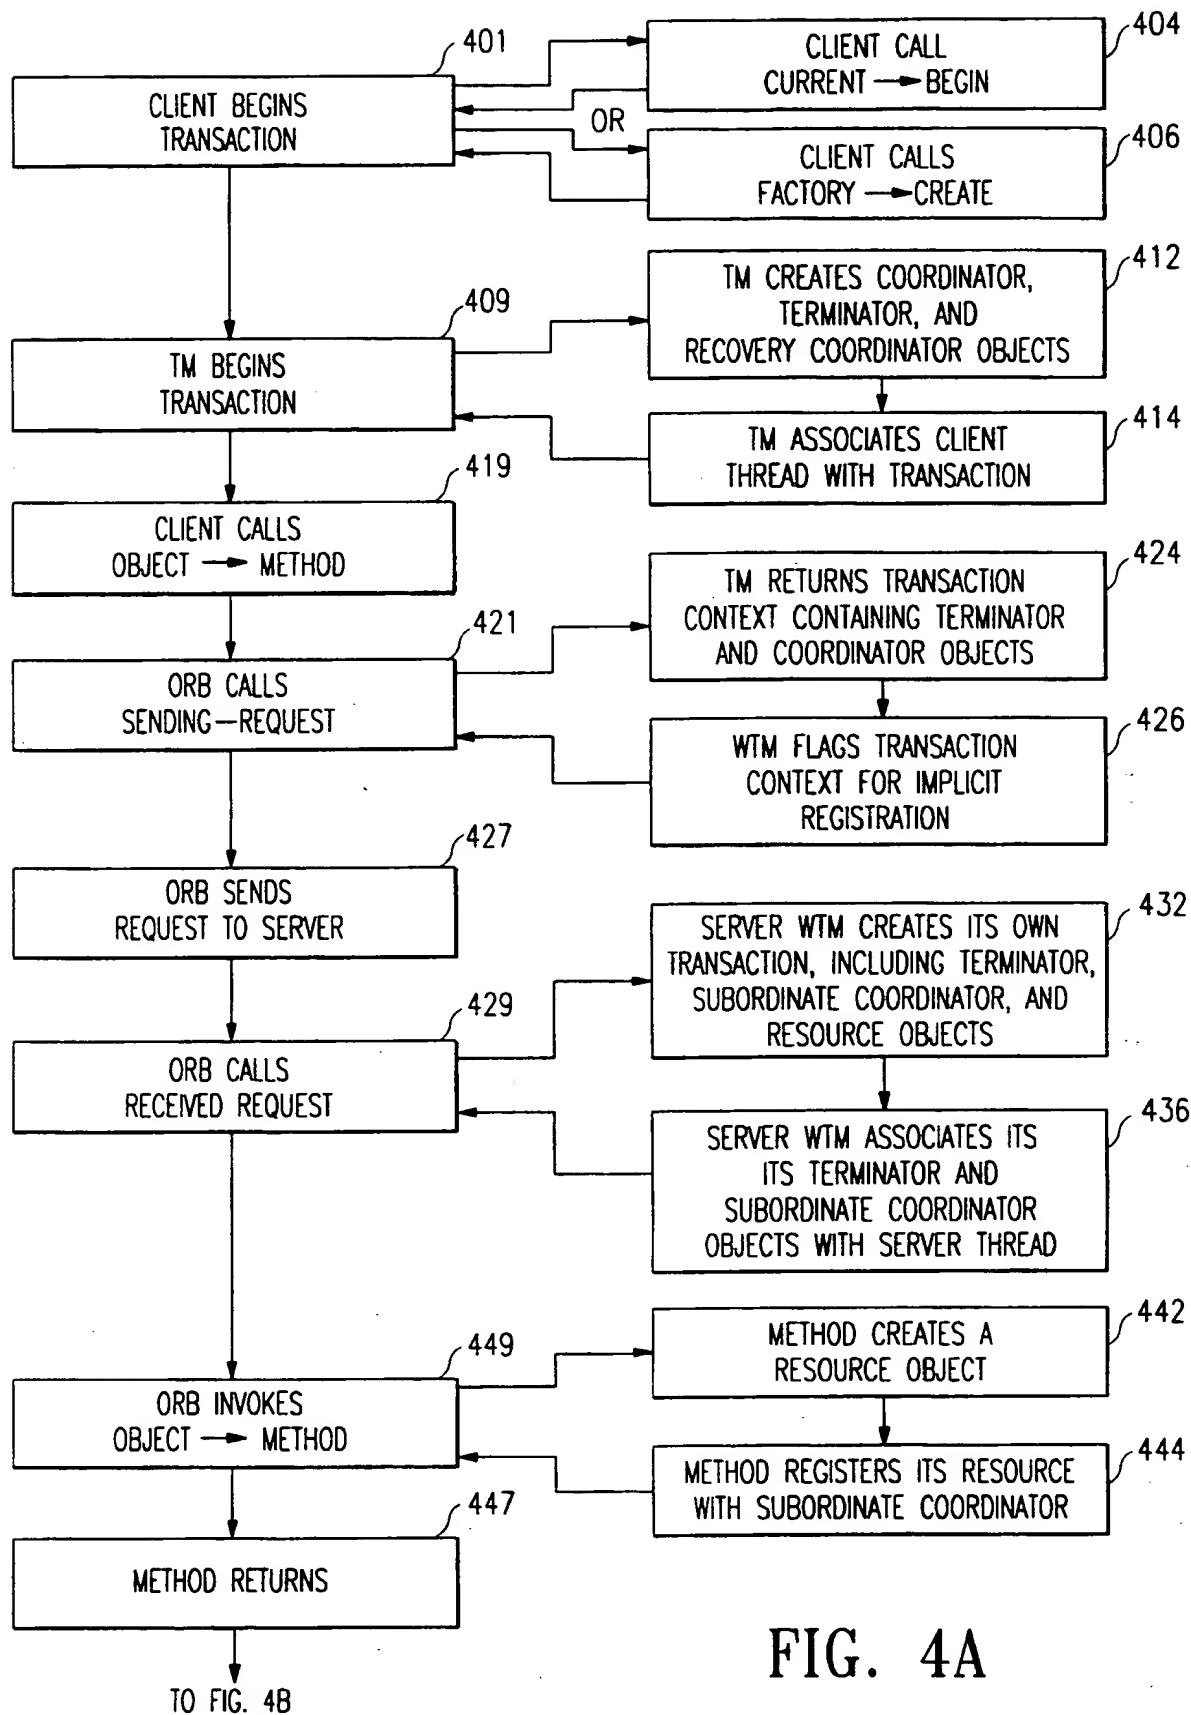 401
CLIENT BEGINS
TRANSACTION
404
CLIENT CALL
CURRENT → BEGIN
OR
406
CLIENT CALLS
FACTORY → CREATE
409
TM BEGINS
TRANSACTION
412
TM CREATES COORDINATOR,
TERMINATOR, AND
RECOVERY COORDINATOR OBJECTS
414
TM ASSOCIATES CLIENT
THREAD WITH TRANSACTION
419
CLIENT CALLS
OBJECT → METHOD
421
ORB CALLS
SENDING–REQUEST
424
TM RETURNS TRANSACTION
CONTEXT CONTAINING TERMINATOR
AND COORDINATOR OBJECTS
426
WTM FLAGS TRANSACTION
CONTEXT FOR IMPLICIT
REGISTRATION
427
ORB SENDS
REQUEST TO SERVER
429
ORB CALLS
RECEIVED REQUEST
432
SERVER WTM CREATES ITS OWN
TRANSACTION, INCLUDING TERMINATOR,
SUBORDINATE COORDINATOR, AND
RESOURCE OBJECTS
436
SERVER WTM ASSOCIATES ITS
ITS TERMINATOR AND
SUBORDINATE COORDINATOR
OBJECTS WITH SERVER THREAD
449
ORB INVOKES
OBJECT → METHOD
442
METHOD CREATES A
RESOURCE OBJECT
444
METHOD REGISTERS ITS RESOURCE
WITH SUBORDINATE COORDINATOR
447
METHOD RETURNS
TO FIG. 4B
FIG. 4A